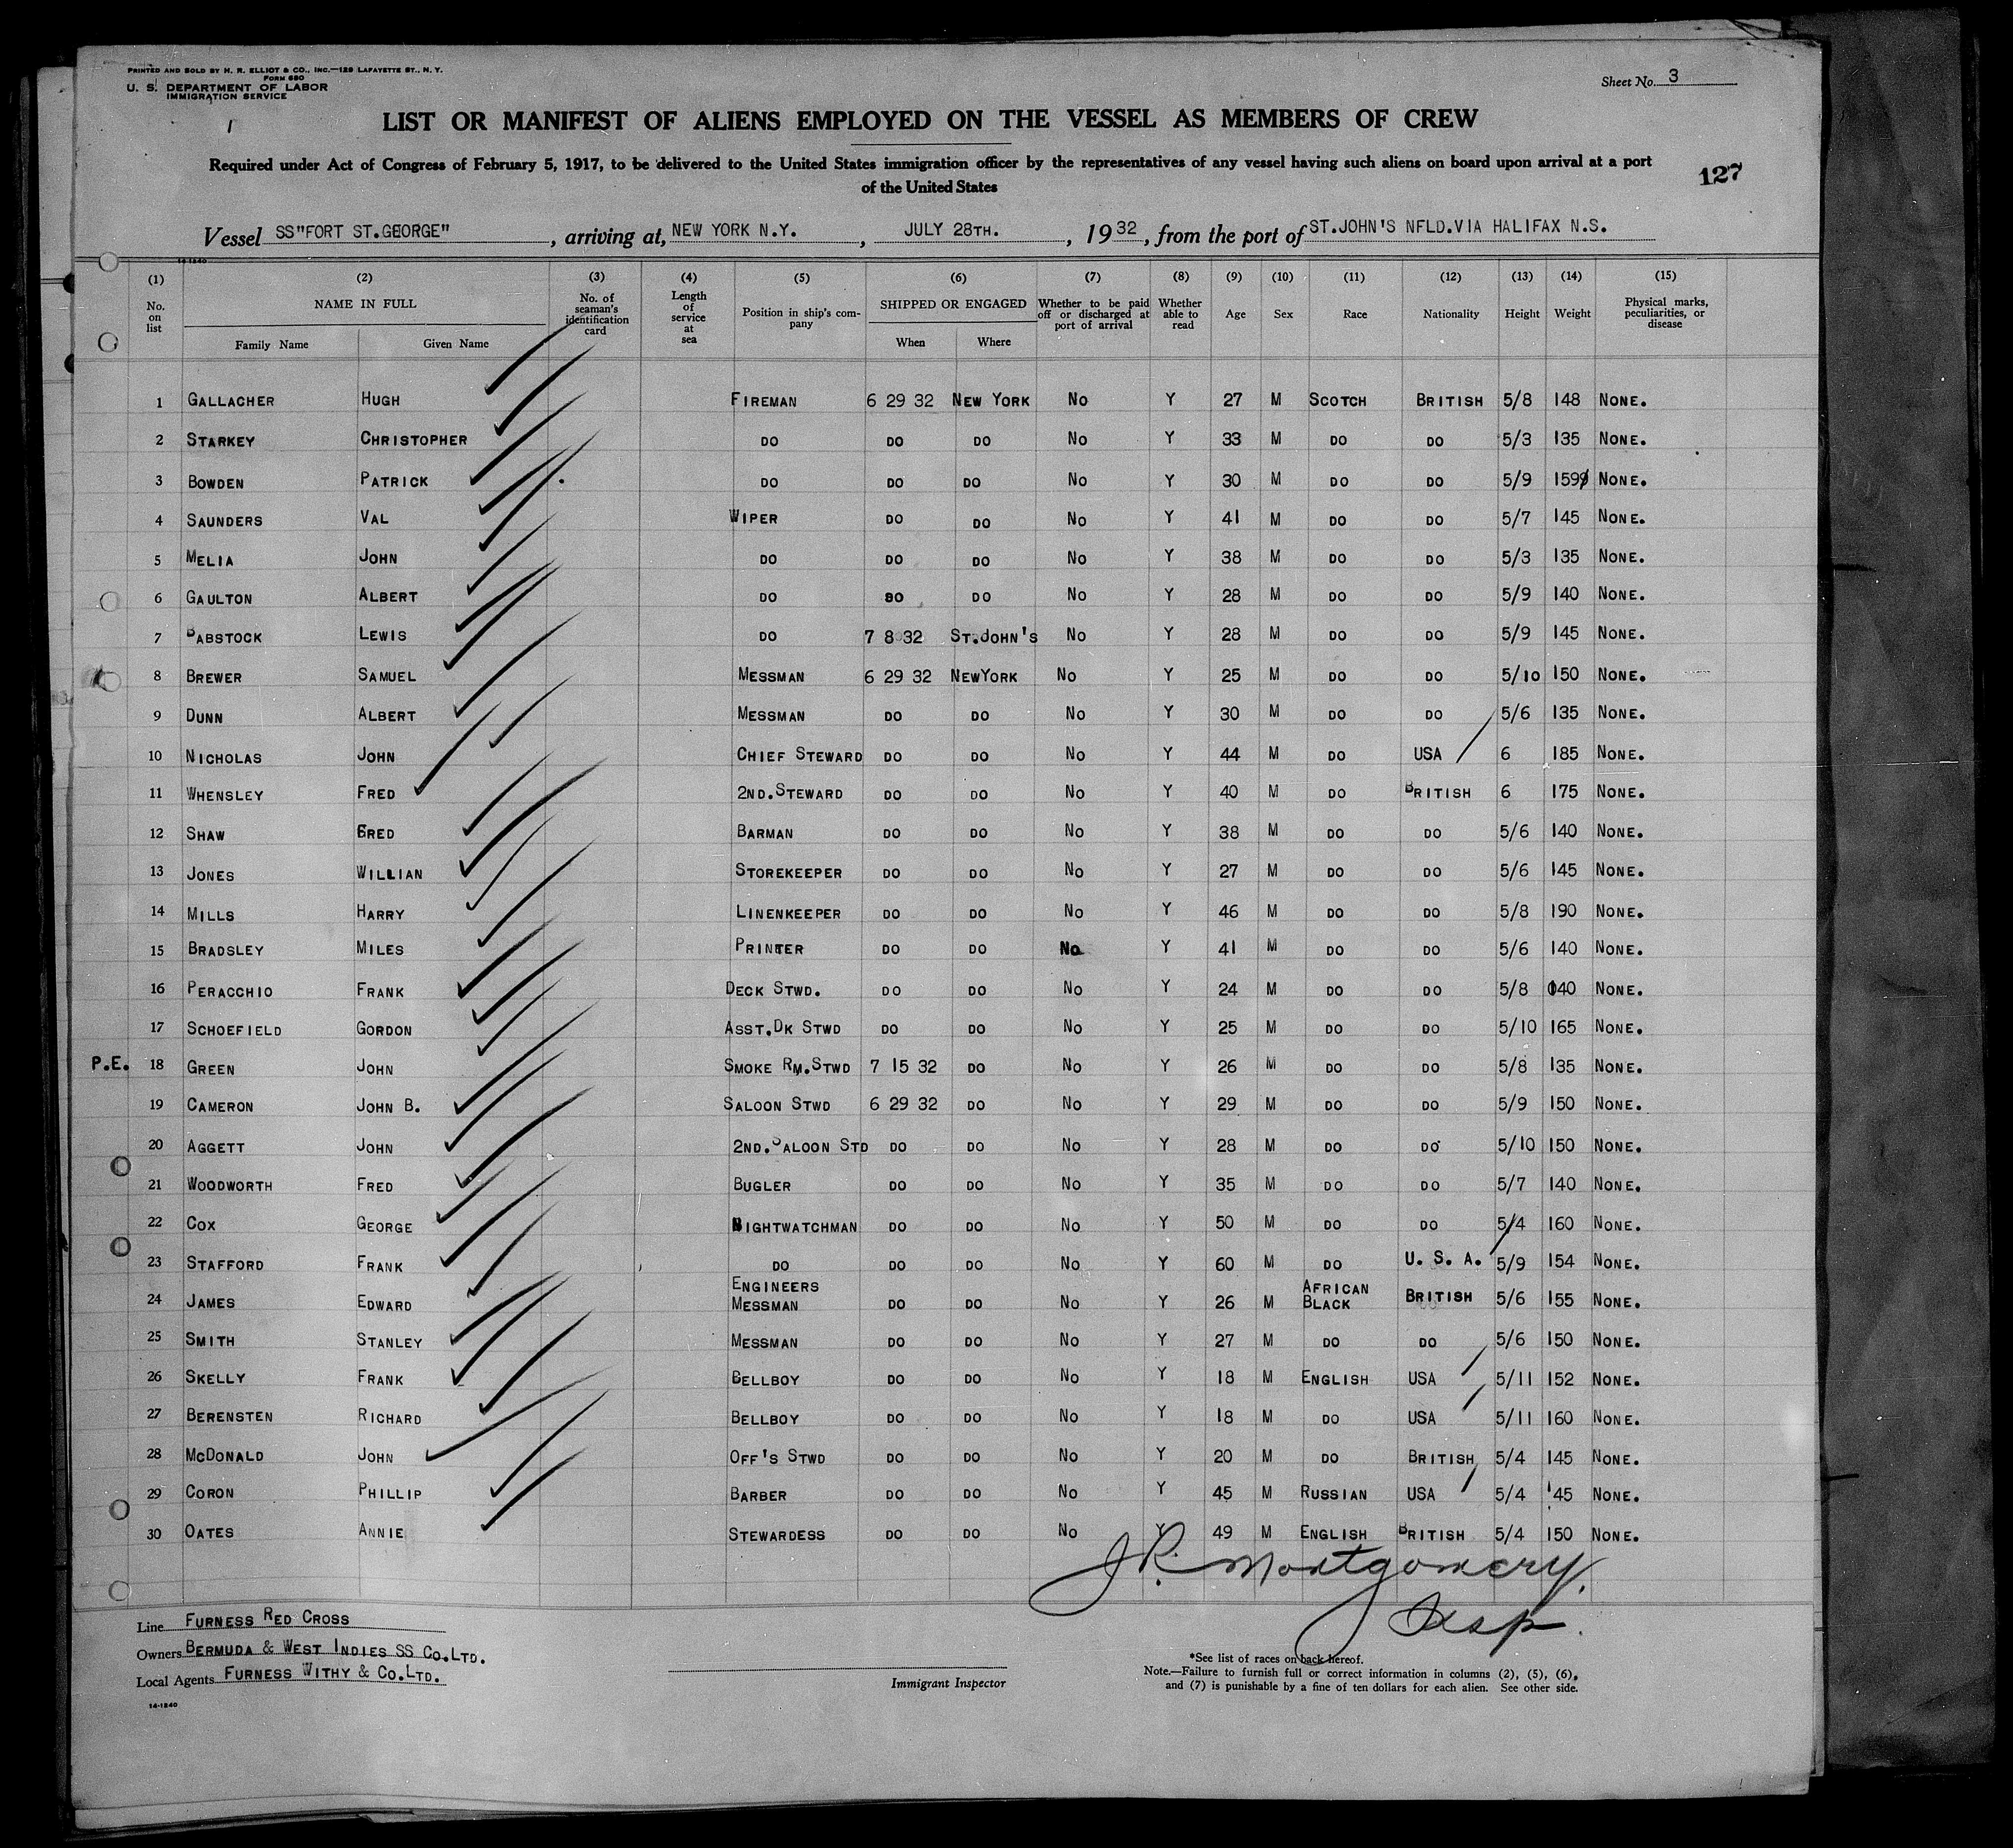 PRINTED AND SOLD BY H. R. ELLIOT & CO., INC.—129 LAFAYETTE ST., N. Y.
FORM 680
U. S. DEPARTMENT OF LABOR
IMMIGRATION SERVICE
Sheet No. 3
1
LIST OR MANIFEST OF ALIENS EMPLOYED ON THE VESSEL AS MEMBERS OF CREW
Required under Act of Congress of February 5, 1917, to be delivered to the United States immigration officer by the representatives of any vessel having such aliens on board upon arrival at a port
of the United States
127
Vessel SS"FORT ST.GEORGE", arriving at, NEW YORK N.Y., JULY 28TH., 1932, from the port of ST.JOHN'S NFLD.VIA HALIFAX N.S.
14-1240
(1) (2) (3) (4) (5) (6) (7) (8) (9) (10) (11) (12) (13) (14) (15)
No. on list NAME IN FULL Family Name Given Name No. of seaman's identification card Length of service at sea Position in ship's company SHIPPED OR ENGAGED When Where Whether to be paid off or discharged at port of arrival Whether able to read Age Sex Race Nationality Height Weight Physical marks, peculiarities, or disease
1 GALLACHER HUGH FIREMAN 6 29 32 NEW YORK No Y 27 M SCOTCH BRITISH 5/8 148 NONE.
2 STARKEY CHRISTOPHER DO DO DO No Y 33 M DO DO 5/3 135 NONE.
3 BOWDEN PATRICK DO DO DO No Y 30 M DO DO 5/9 159 NONE.
4 SAUNDERS VAL WIPER DO DO No Y 41 M DO DO 5/7 145 NONE.
5 MELIA JOHN DO DO DO No Y 38 M DO DO 5/3 135 NONE.
6 GAULTON ALBERT DO DO DO No Y 28 M DO DO 5/9 140 NONE.
7 BABSTOCK LEWIS DO 7 8 32 ST.JOHN'S No Y 28 M DO DO 5/9 145 NONE.
8 BREWER SAMUEL MESSMAN 6 29 32 NEWYORK No Y 25 M DO DO 5/10 150 NONE.
9 DUNN ALBERT MESSMAN DO DO No Y 30 M DO DO 5/6 135 NONE.
10 NICHOLAS JOHN CHIEF STEWARD DO DO No Y 44 M DO USA 6 185 NONE.
11 WHENSLEY FRED 2ND.STEWARD DO DO No Y 40 M DO BRITISH 6 175 NONE.
12 SHAW GRED BARMAN DO DO No Y 38 M DO DO 5/6 140 NONE.
13 JONES WILLIAN STOREKEEPER DO DO No Y 27 M DO DO 5/6 145 NONE.
14 MILLS HARRY LINENKEEPER DO DO No Y 46 M DO DO 5/8 190 NONE.
15 BRADSLEY MILES PRINTER DO DO No Y 41 M DO DO 5/6 140 NONE.
16 PERACCHIO FRANK DECK STWD. DO DO No Y 24 M DO DO 5/8 140 NONE.
17 SCHOEFIELD GORDON ASST.DK STWD DO DO No Y 25 M DO DO 5/10 165 NONE.
P.E. 18 GREEN JOHN SMOKE RM.STWD 7 15 32 DO No Y 26 M DO DO 5/8 135 NONE.
19 CAMERON JOHN B. SALOON STWD 6 29 32 DO No Y 29 M DO DO 5/9 150 NONE.
20 AGGETT JOHN 2ND.SALOON STD DO DO No Y 28 M DO DO 5/10 150 NONE.
21 WOODWORTH FRED BUGLER DO DO No Y 35 M DO DO 5/7 140 NONE.
22 COX GEORGE NIGHTWATCHMAN DO DO No Y 50 M DO DO 5/4 160 NONE.
23 STAFFORD FRANK DO DO DO No Y 60 M DO U. S. A. 5/9 154 NONE.
24 JAMES EDWARD ENGINEERS MESSMAN DO DO No Y 26 M AFRICAN BLACK BRITISH 5/6 155 NONE.
25 SMITH STANLEY MESSMAN DO DO No Y 27 M DO DO 5/6 150 NONE.
26 SKELLY FRANK BELLBOY DO DO No Y 18 M ENGLISH USA 5/11 152 NONE.
27 BERENSTEN RICHARD BELLBOY DO DO No Y 18 M DO USA 5/11 160 NONE.
28 MCDONALD JOHN OFF'S STWD DO DO No Y 20 M DO BRITISH 5/4 145 NONE.
29 CORON PHILLIP BARBER DO DO No Y 45 M RUSSIAN USA 5/4 145 NONE.
30 OATES ANNIE STEWARDESS DO DO No Y 49 M ENGLISH BRITISH 5/4 150 NONE.
J R. Montgomery.
Insp.
Line FURNESS RED CROSS
Owners BERMUDA & WEST INDIES SS CO.LTD.
Local Agents FURNESS WITHY & CO.LTD.
14-1240
Immigrant Inspector
*See list of races on back hereof.
Note.—Failure to furnish full or correct information in columns (2), (5), (6),
and (7) is punishable by a fine of ten dollars for each alien. See other side.